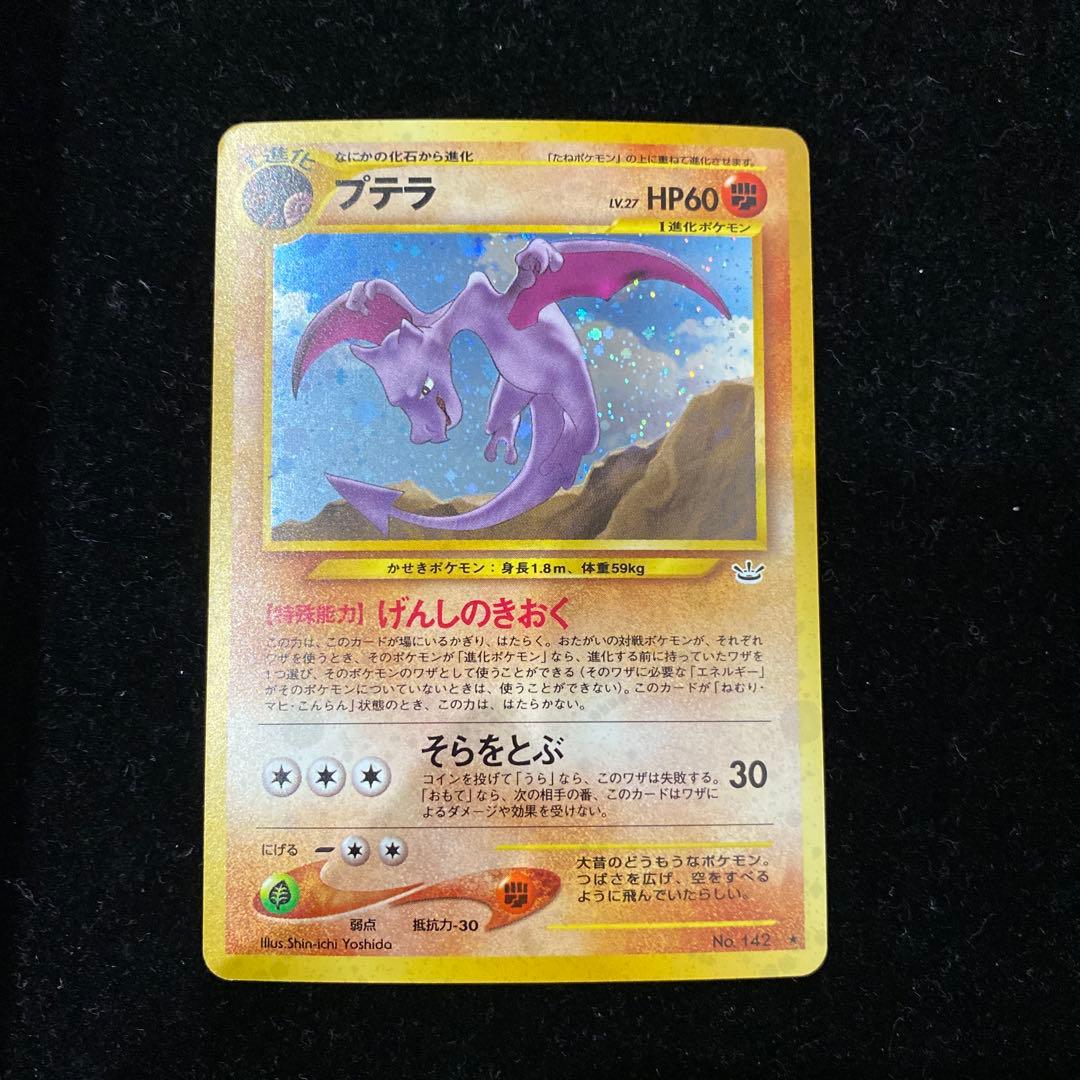 1進化
なにかの化石から進化
「たねポケモン」の上に重ねて進化させます。
プテラ
LV.27 HP60
1進化ポケモン
かせきポケモン：身長1.8m、体重59kg
【特殊能力】げんしのきおく
この力は、このカードが場にいるかぎり、はたらく。おたがいの対戦ポケモンが、それぞれ
ワザを使うとき、そのポケモンが「進化ポケモン」なら、進化する前に持っていたワザを
1つ選び、そのポケモンのワザとして使うことができる（そのワザに必要な「エネルギー」
がそのポケモンについていないときは、使うことができない）。このカードが「ねむり・
マヒ・こんらん」状態のとき、この力は、はたらかない。
そらをとぶ
コインを投げて「うら」なら、このワザは失敗する。
「おもて」なら、次の相手の番、このカードはワザに
よるダメージや効果を受けない。
30
にげる
弱点
抵抗力-30
大昔のどうもうなポケモン。
つばさを広げ、空をすべる
ように飛んでいたらしい。
Illus.Shin-ichi Yoshida
No. 142 ★